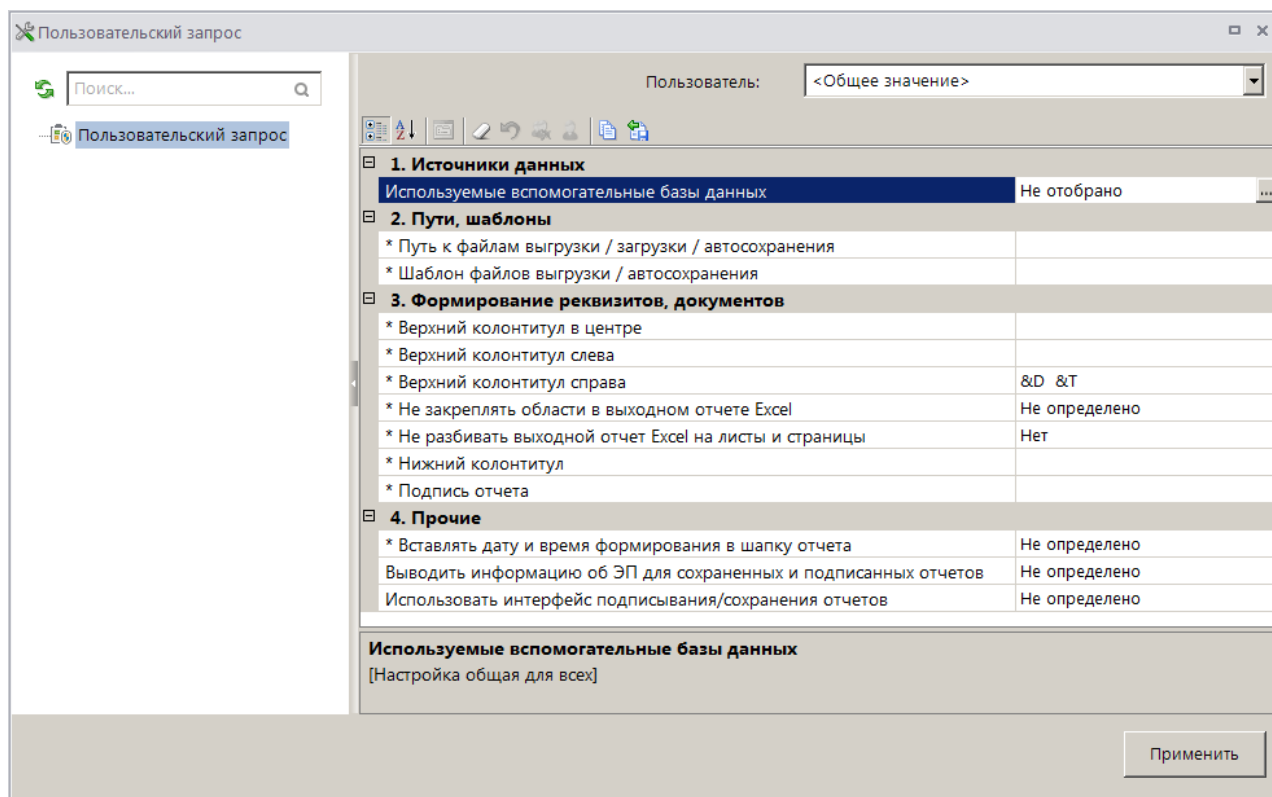 Пользовательский запрос
Поиск...
Пользователь: <Общее значение>
Пользовательский запрос
1. Источники данных
Используемые вспомогательные базы данных Не отобрано ...
2. Пути, шаблоны
* Путь к файлам выгрузки / загрузки / автосохранения
* Шаблон файлов выгрузки / автосохранения
3. Формирование реквизитов, документов
* Верхний колонтитул в центре
* Верхний колонтитул слева
* Верхний колонтитул справа &D &T
* Не закреплять области в выходном отчете Excel Не определено
* Не разбивать выходной отчет Excel на листы и страницы Нет
* Нижний колонтитул
* Подпись отчета
4. Прочие
* Вставлять дату и время формирования в шапку отчета Не определено
Выводить информацию об ЭП для сохраненных и подписанных отчетов Не определено
Использовать интерфейс подписывания/сохранения отчетов Не определено
Используемые вспомогательные базы данных
[Настройка общая для всех]
Применить